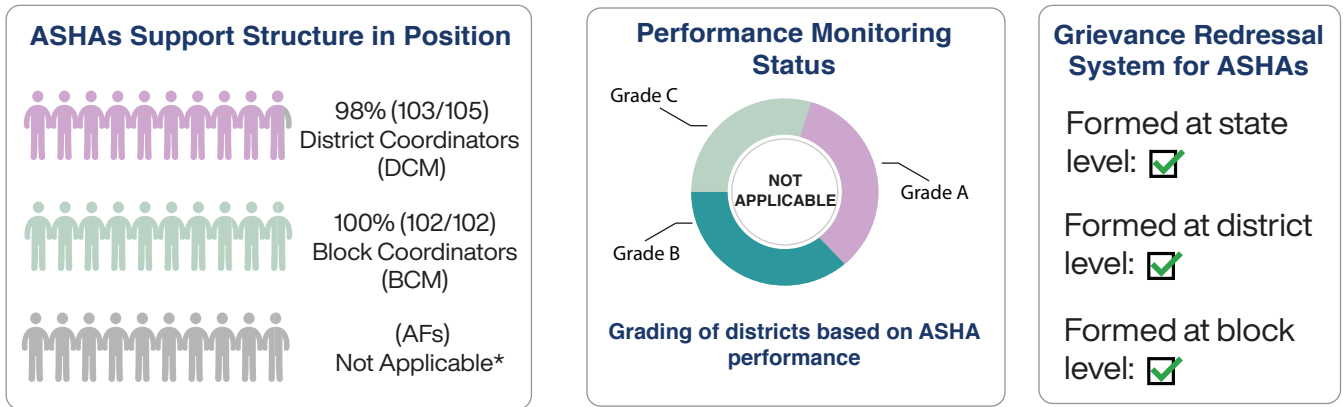 ASHAs Support Structure in Position
98% (103/105)
District Coordinators
(DCM)
100% (102/102)
Block Coordinators
(BCM)
(AFs)
Not Applicable*
Performance Monitoring
Status
Grade C
NOT
APPLICABLE
Grade A
Grade B
Grading of districts based on ASHA
performance
Grievance Redressal
System for ASHAs
Formed at state
level:
Formed at district
level:
Formed at block
level: